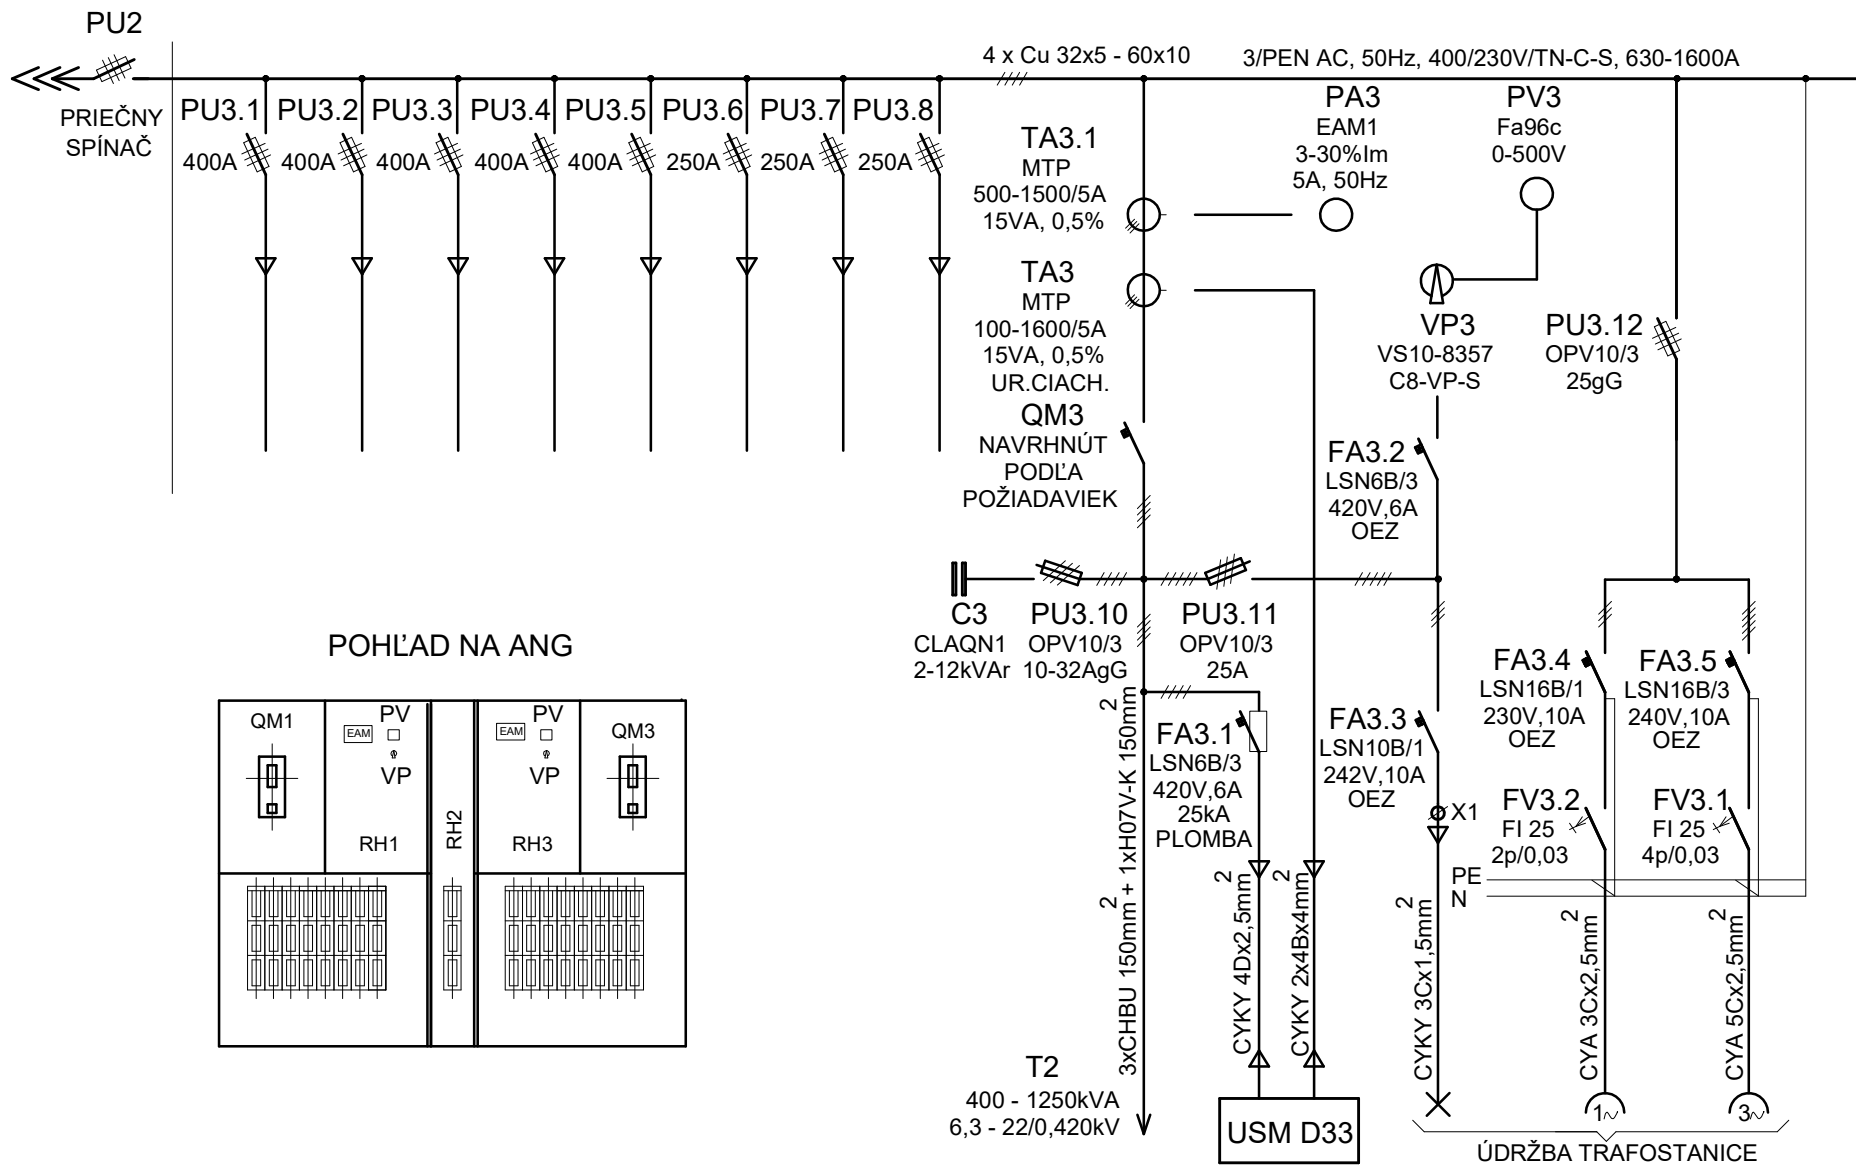 PU2
PRIEČNY
SPÍNAČ
4 x Cu 32x5 - 60x10
3/PEN AC, 50Hz, 400/230V/TN-C-S, 630-1600A
PU3.1
400A
PU3.2
400A
PU3.3
400A
PU3.4
400A
PU3.5
400A
PU3.6
250A
PU3.7
250A
PU3.8
250A
TA3.1
MTP
500-1500/5A
15VA, 0,5%
PA3
EAM1
3-30%Im
5A, 50Hz
PV3
Fa96c
0-500V
TA3
MTP
100-1600/5A
15VA, 0,5%
UR.CIACH.
QM3
NAVRHNÚT
PODĽA
POŽIADAVIEK
VP3
VS10-8357
C8-VP-S
PU3.12
OPV10/3
25gG
FA3.2
LSN6B/3
420V,6A
OEZ
C3
CLAQN1
2-12kVAr
PU3.10
OPV10/3
10-32AgG
PU3.11
OPV10/3
25A
FA3.1
LSN6B/3
420V,6A
25kA
PLOMBA
FA3.3
LSN10B/1
242V,10A
OEZ
X1
FA3.4
LSN16B/1
230V,10A
OEZ
FA3.5
LSN16B/3
240V,10A
OEZ
FV3.2
FI 25
2p/0,03
FV3.1
FI 25
4p/0,03
PE
N
3xCHBU 150mm2 + 1xH07V-K 150mm2
CYKY 4Dx2,5mm2
CYKY 2x4Bx4mm2
CYKY 3Cx1,5mm2
CYA 3Cx2,5mm2
CYA 5Cx2,5mm2
T2
400 - 1250kVA
6,3 - 22/0,420kV
USM D33
1~
3~
ÚDRŽBA TRAFOSTANICE
POHĽAD NA ANG
QM1
EAM
PV
VP
RH1
RH2
EAM
PV
VP
RH3
QM3